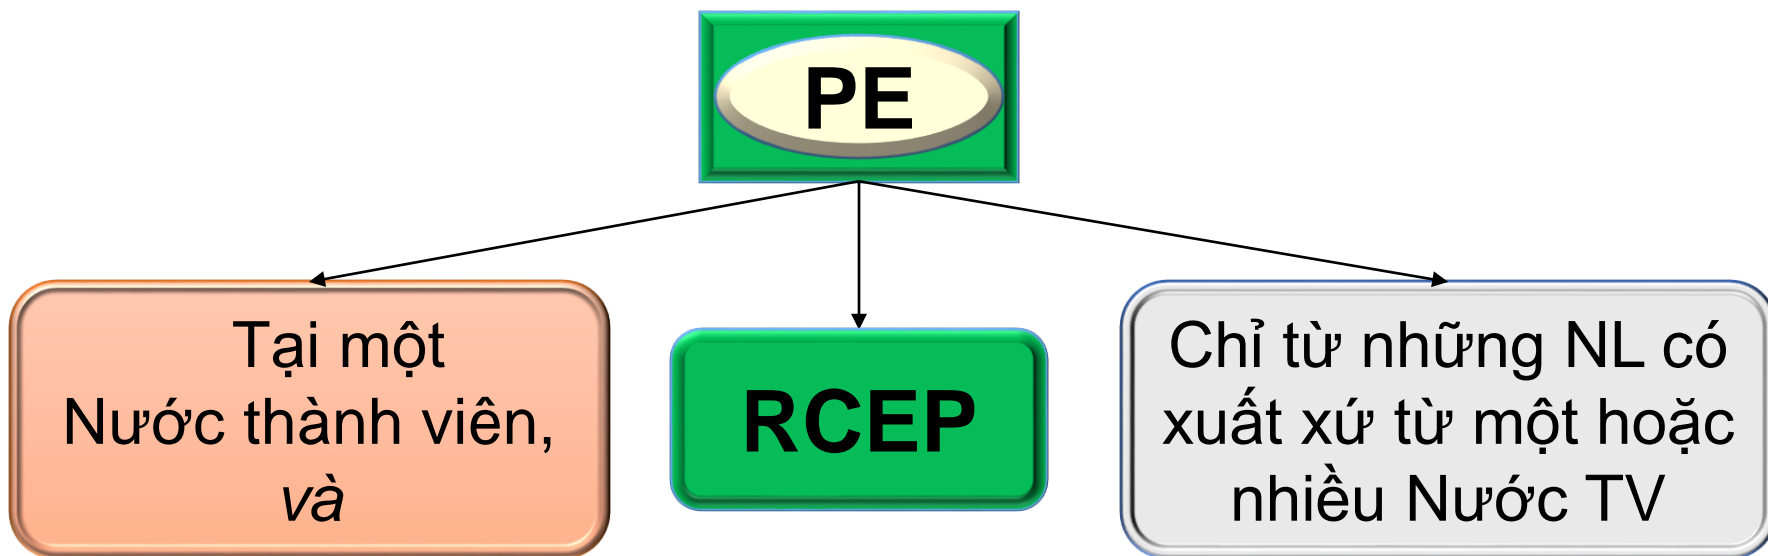 PE
Tại một
Nước thành viên,
và
RCEP
Chỉ từ những NL có
xuất xứ từ một hoặc
nhiều Nước TV